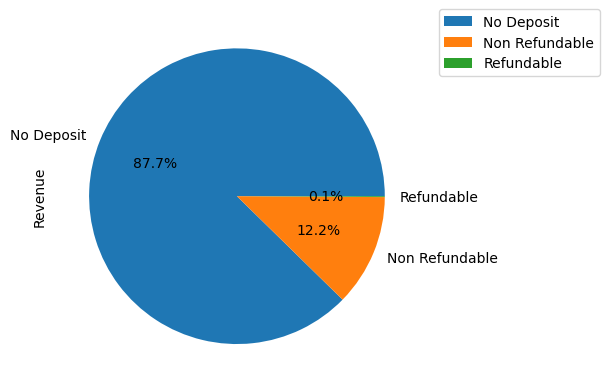 No Deposit
Non Refundable
Refundable
No Deposit
87.7%
Revenue
0.1%
Refundable
12.2%
Non Refundable